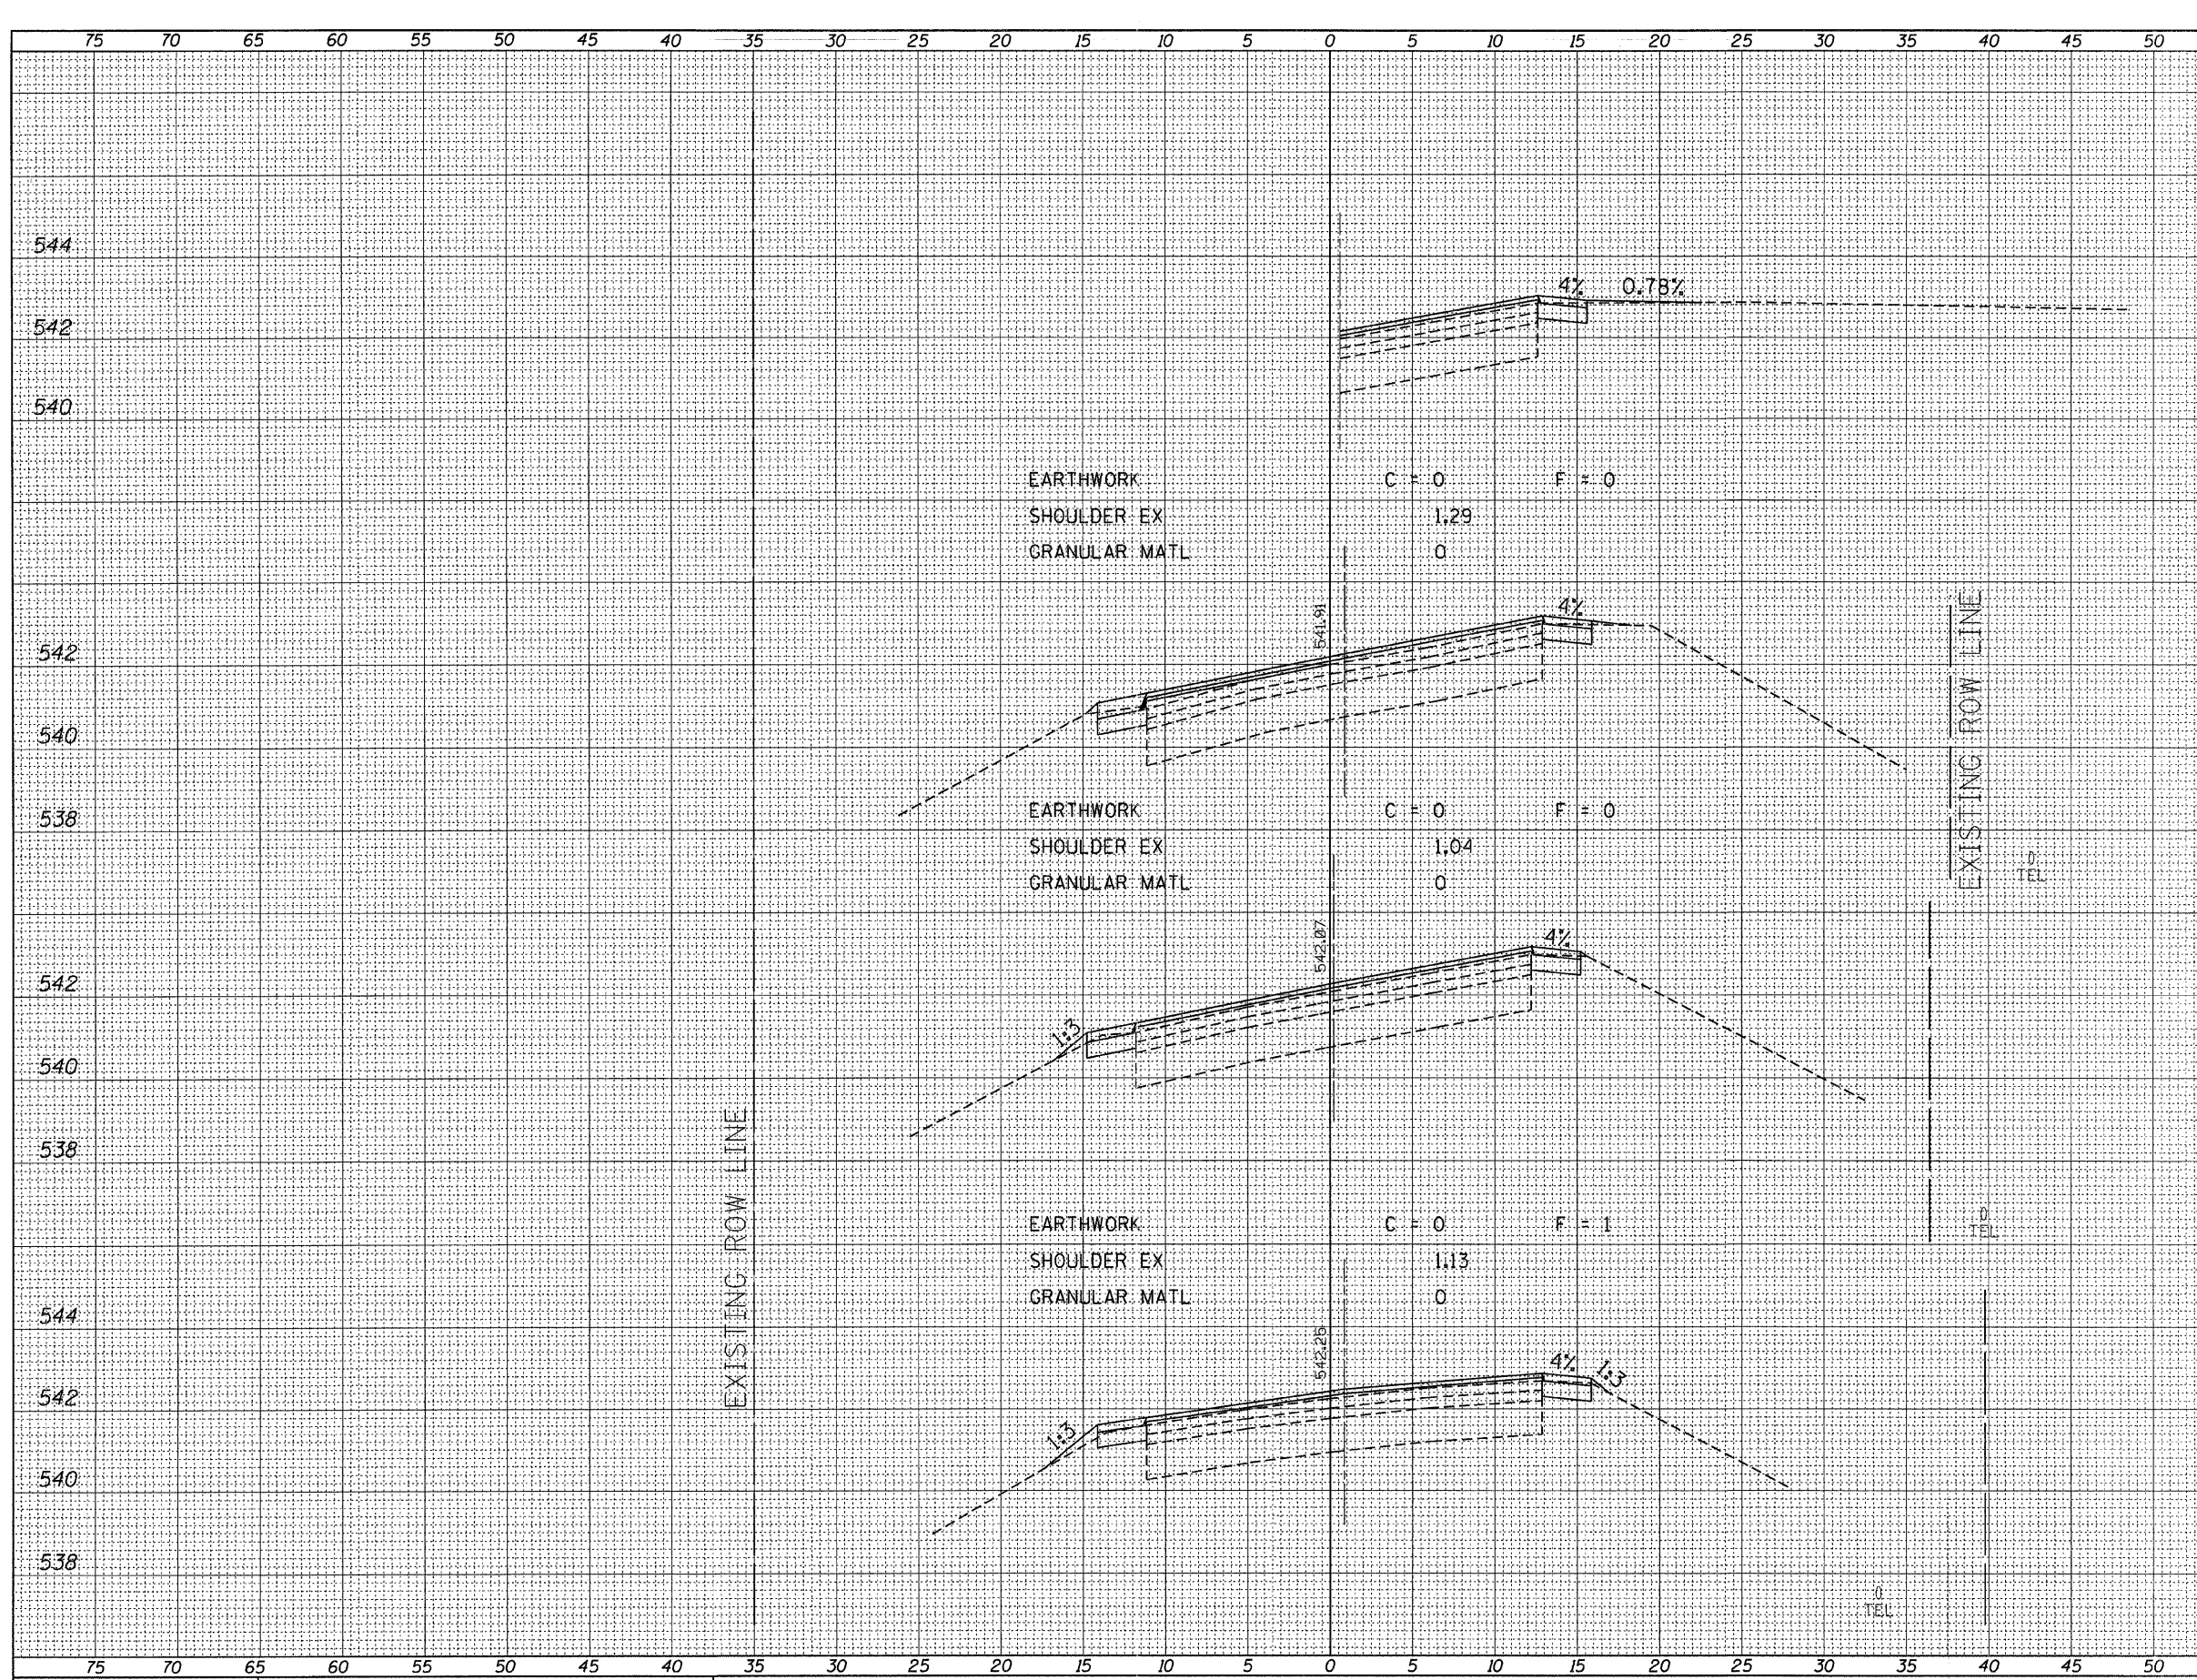 75 70 65 60 55 50 45 40 35 30 25 20 15 10 5 0 5 10 15 20 25 30 35 40 45 50
544
4% 0.78%
542
540
EARTHWORK C = 0 F = 0
SHOULDER EX 1.29
GRANULAR MATL 0
541.91
4%
EXISTING ROW LINE
542
540
538
EARTHWORK C = 0 F = 0
SHOULDER EX 1.04
GRANULAR MATL 0
0
TEL
542.07
4%
542
1:3
540
538
EXISTING ROW LINE
EARTHWORK C = 0 F = 1
SHOULDER EX 1.13
GRANULAR MATL 0
0
TEL
544
542.25
4% 1:3
542
1:3
540
538
0
TEL
75 70 65 60 55 50 45 40 35 30 25 20 15 10 5 0 5 10 15 20 25 30 35 40 45 50